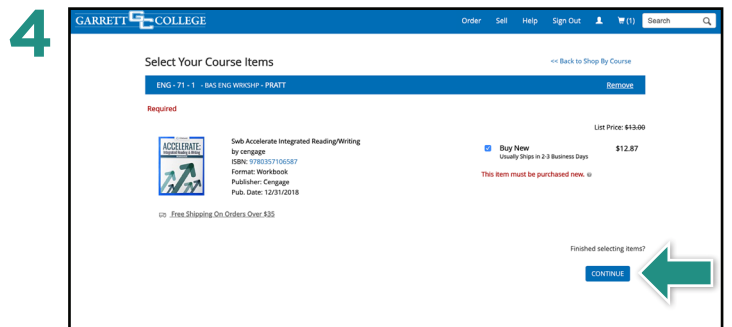 4
GARRETT GC COLLEGE
Order Sell Help Sign Out (1) Search
Select Your Course Items
<< Back to Shop By Course
ENG - 71 - 1 - BAS ENG WRKSHP - PRATT Remove
Required
List Price: $13.00
ACCELERATE:
Integrated Reading & Writing
Swb Accelerate Integrated Reading/Writing
by cengage
ISBN: 9780357106587
Format: Workbook
Publisher: Cengage
Pub. Date: 12/31/2018
Buy New $12.87
Usually Ships in 2-3 Business Days
This item must be purchased new.
Free Shipping On Orders Over $35
Finished selecting items?
CONTINUE